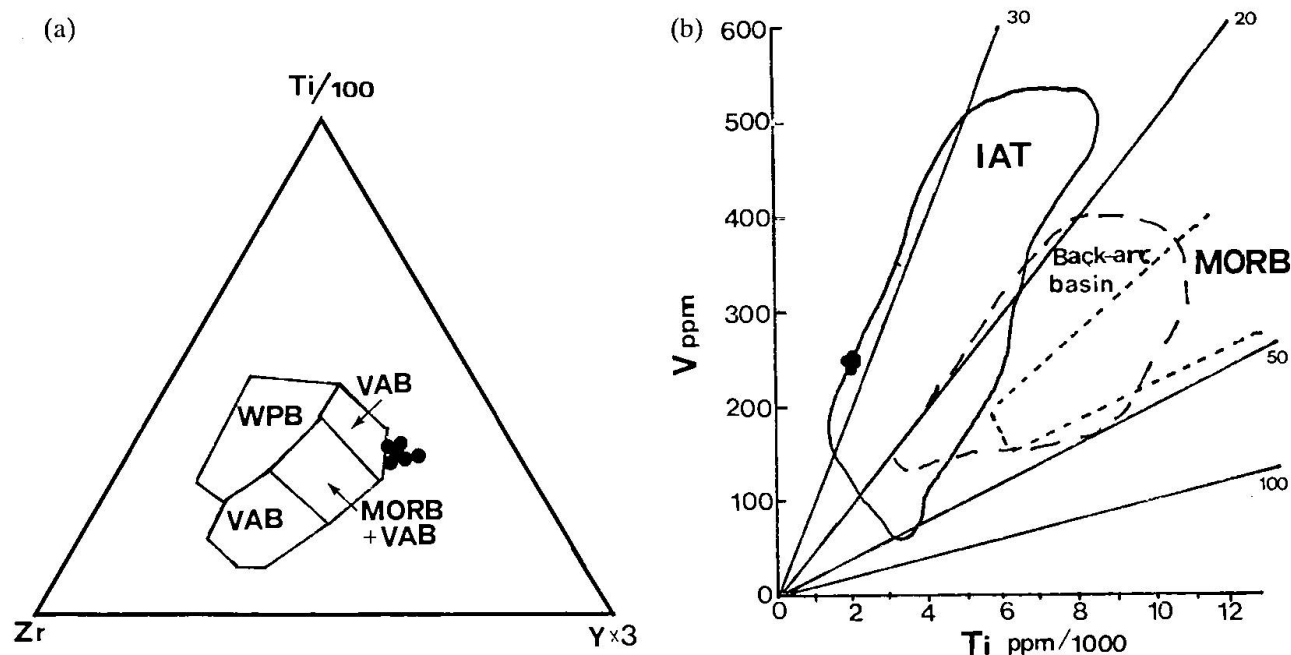 (a)
Ti/100
WPB
VAB
VAB
MORB
+VAB
Zr
Y×3
(b)
30
20
600
500
400
300
200
100
0
V ppm
IAT
Back-arc
basin
MORB
50
100
0
2
4
6
8
10
12
Ti ppm/1000